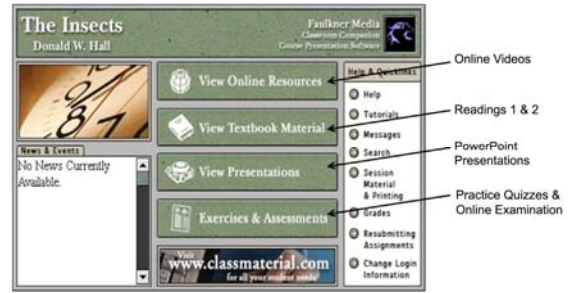 The Insects
Donald W. Hall
Faulkner Media
Classroom Companion
Course Presentation Software
View Online Resources
View Textbook Material
View Presentations
Exercises & Assessments
Visit
www.classmaterial.com
for all your student needs
News & Events
No News Currently
Available.
Help & Quicklinks
Help
Tutorials
Messages
Search
Session
Material
& Printing
Grades
Resubmitting
Assignments
Change Login
Information
Online Videos
Readings 1 & 2
PowerPoint
Presentations
Practice Quizzes &
Online Examination